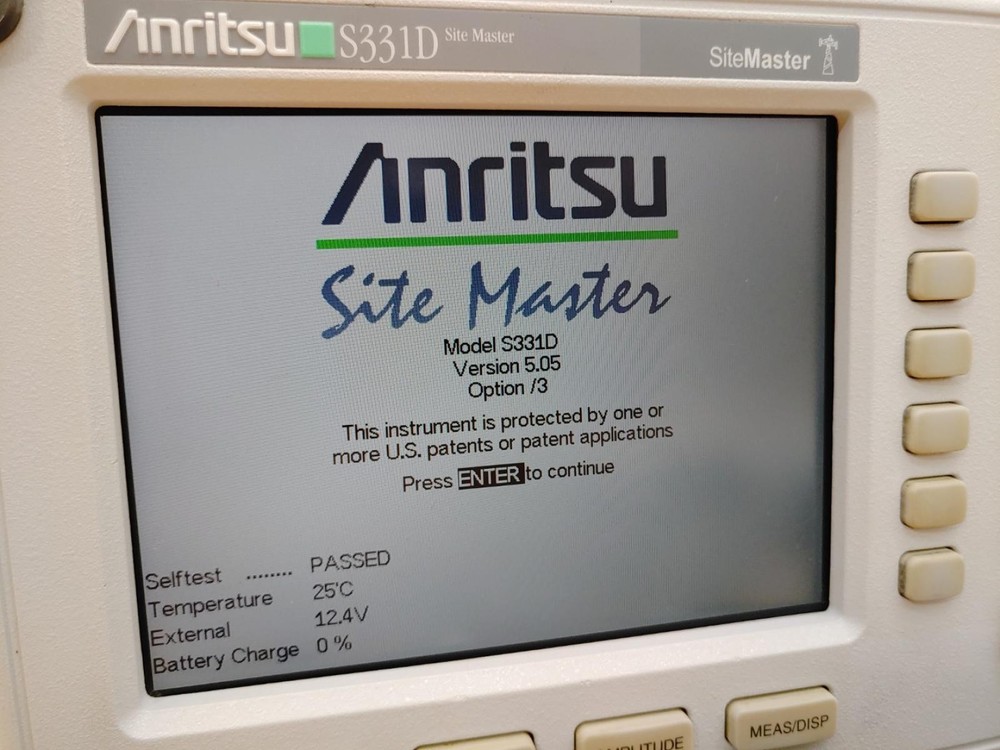 Anritsu S331D Site Master
SiteMaster
Anritsu
Site Master
Model S331D
Version 5.05
Option /3
This instrument is protected by one or
more U.S. patents or patent applications
Press ENTER to continue
Selftest ........ PASSED
Temperature 25'C
External 12.4V
Battery Charge 0 %
MEAS/DISP